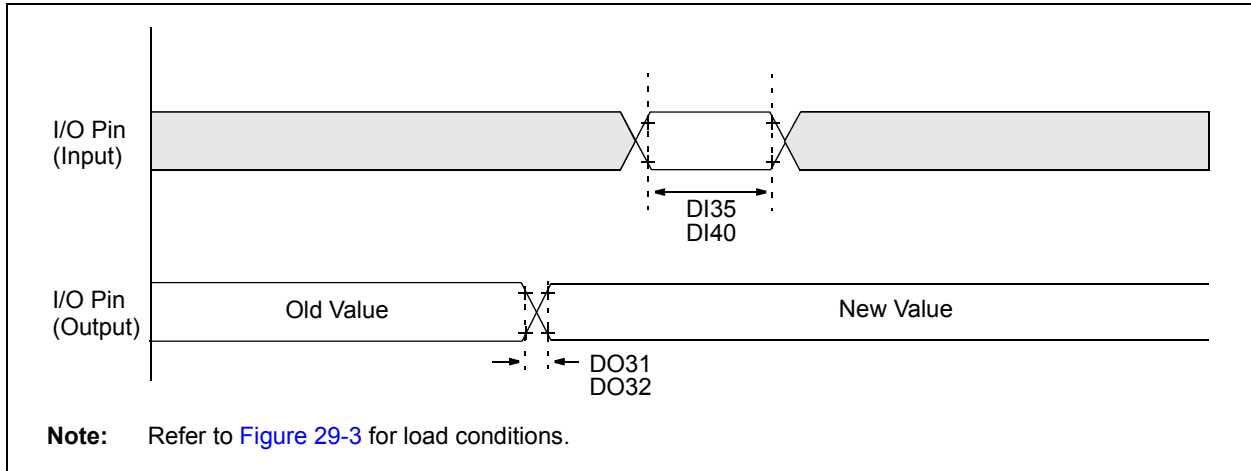 I/O Pin
(Input)
DI35
DI40
I/O Pin
(Output)
Old Value
New Value
DO31
DO32
Note: Refer to Figure 29-3 for load conditions.